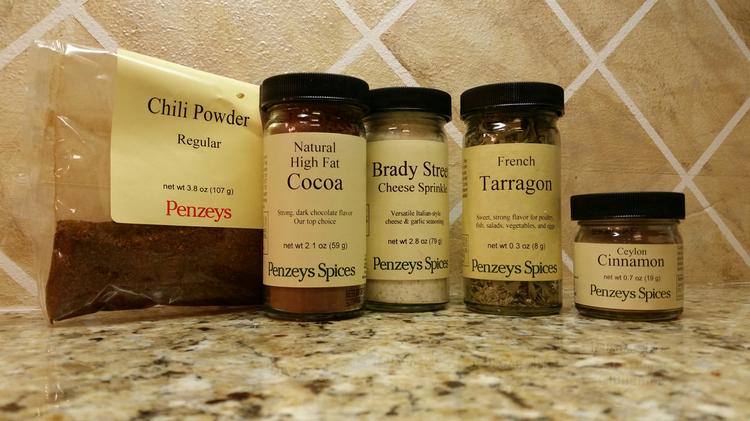 Chili Powder
Regular
net wt 3.8 oz (107 g)
Penzeys
Natural
High Fat
Cocoa
Strong, dark chocolate flavor
Our top choice
net wt 2.1 oz (59 g)
Penzeys Spices
Brady Stree
Cheese Sprinkle
Versatile Italian-style
cheese & garlic seasoning
net wt 2.8 oz (79 g)
Penzeys Spices
French
Tarragon
Sweet, strong flavor for poultry,
fish, salads, vegetables, and eggs
net wt 0.3 oz (8 g)
Penzeys Spices
Ceylon
Cinnamon
net wt 0.7 oz (19 g)
Penzeys Spices